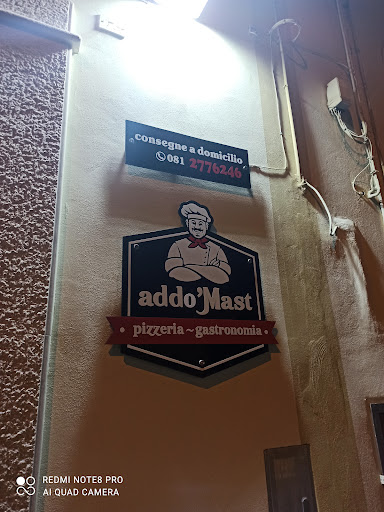 consegne a domicilio
081 2776246
addo'Mast
• pizzeria ~ gastronomia •
REDMI NOTE8 PRO
AI QUAD CAMERA